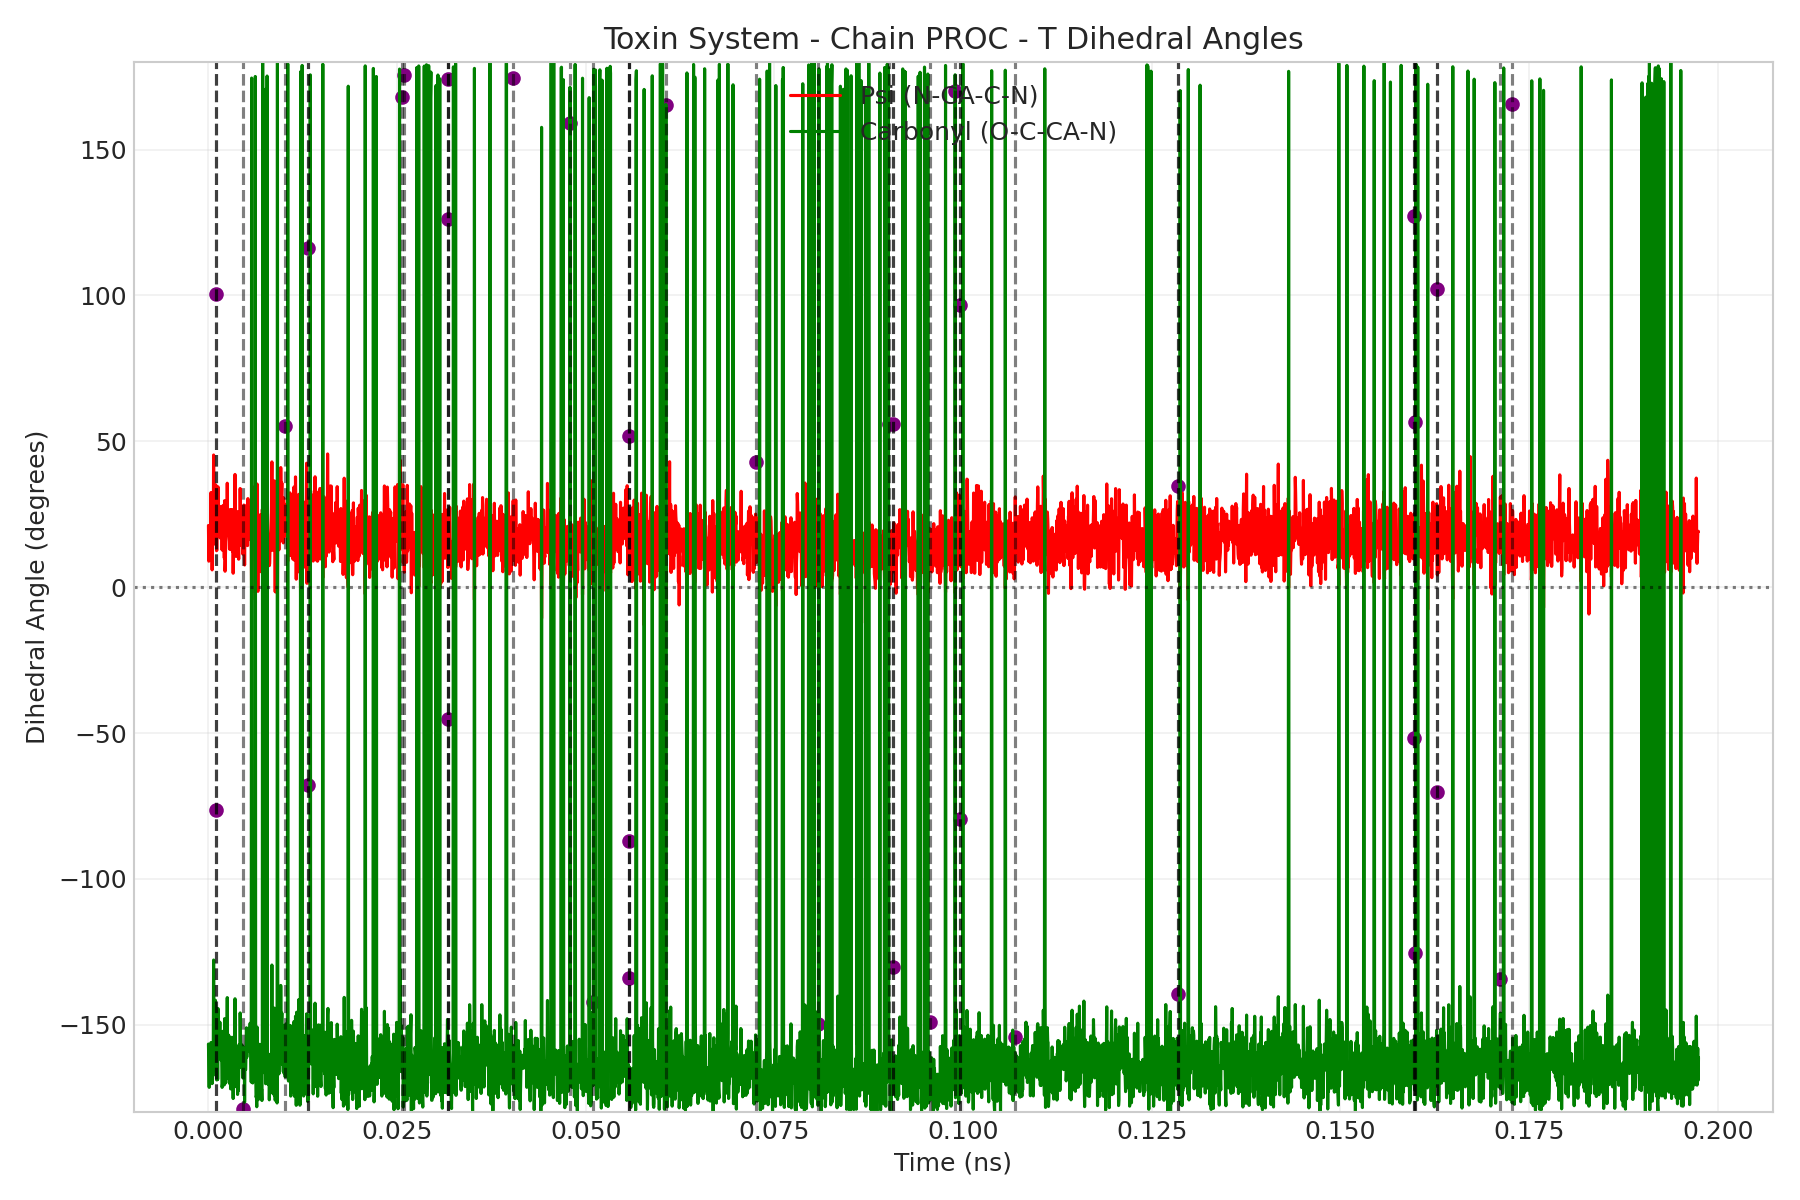 Toxin System - Chain PROC - T Dihedral Angles
Psi (N-CA-C-N)
Carbonyl (O-C-CA-N)
150
100
50
0
−50
−100
−150
Dihedral Angle (degrees)
0.000 0.025 0.050 0.075 0.100 0.125 0.150 0.175 0.200
Time (ns)